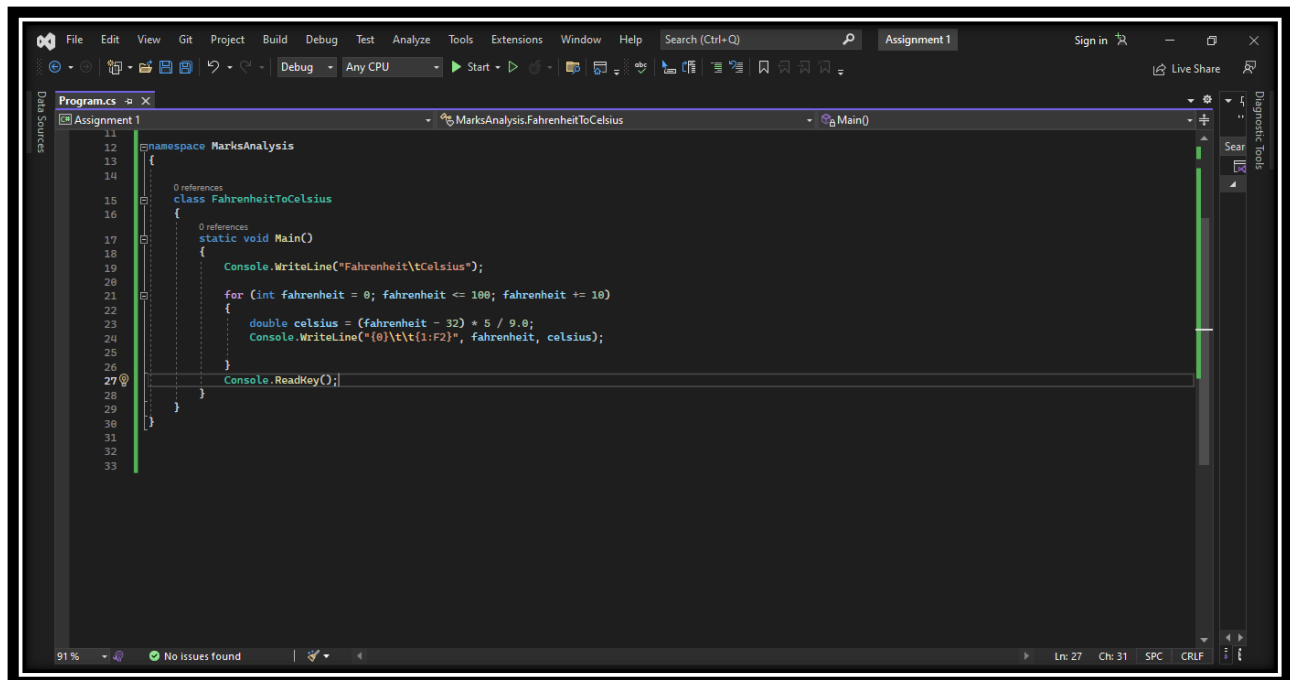 File Edit View Git Project Build Debug Test Analyze Tools Extensions Window Help Search (Ctrl+Q) Assignment 1 Sign in
Debug Any CPU Start Live Share
Data Sources
Program.cs
Assignment 1 MarksAnalysis.FahrenheitToCelsius Main()
11
12 namespace MarksAnalysis
13 {
14
0 references
15 class FahrenheitToCelsius
16 {
0 references
17 static void Main()
18 {
19 Console.WriteLine("Fahrenheit\tCelsius");
20
21 for (int fahrenheit = 0; fahrenheit <= 100; fahrenheit += 10)
22 {
23 double celsius = (fahrenheit - 32) * 5 / 9.0;
24 Console.WriteLine("{0}\t\t{1:F2}", fahrenheit, celsius);
25
26 }
27 Console.ReadKey();
28 }
29 }
30 }
31
32
33
Sear
Diagnostic Tools
91 % No issues found Ln: 27 Ch: 31 SPC CRLF